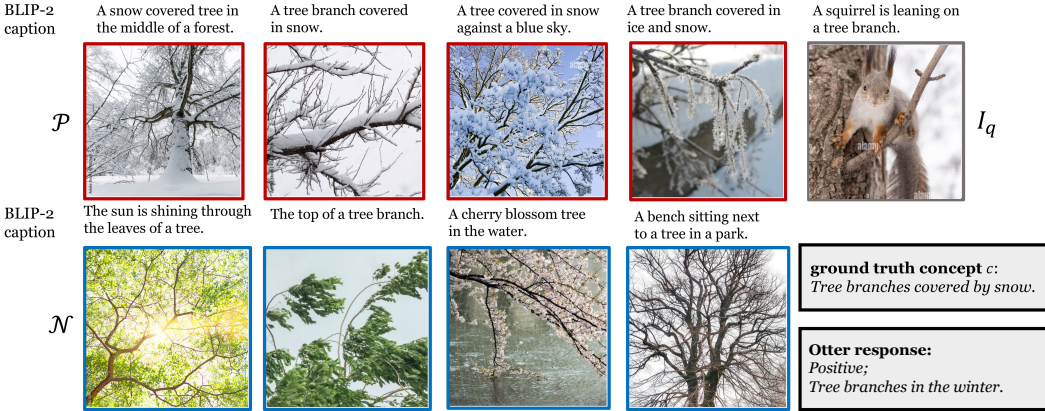 BLIP-2
caption
A snow covered tree in
the middle of a forest.
A tree branch covered
in snow.
A tree covered in snow
against a blue sky.
A tree branch covered in
ice and snow.
A squirrel is leaning on
a tree branch.
𝒫
alamy
alamy
alamy
I_q
BLIP-2
caption
The sun is shining through
the leaves of a tree.
The top of a tree branch.
A cherry blossom tree
in the water.
A bench sitting next
to a tree in a park.
𝒩
ground truth concept c:
Tree branches covered by snow.
Otter response:
Positive;
Tree branches in the winter.